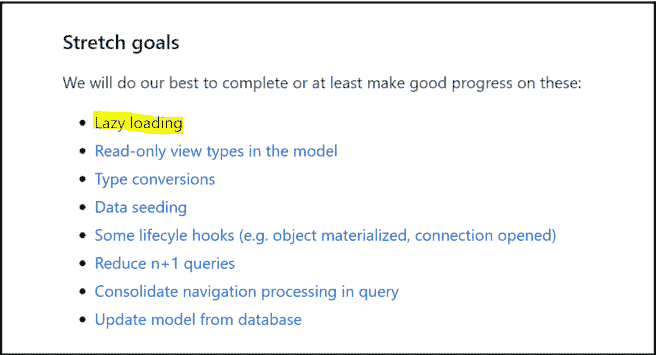 Stretch goals
We will do our best to complete or at least make good progress on these:
Lazy loading
Read-only view types in the model
Type conversions
Data seeding
Some lifecyle hooks (e.g. object materialized, connection opened)
Reduce n+1 queries
Consolidate navigation processing in query
Update model from database